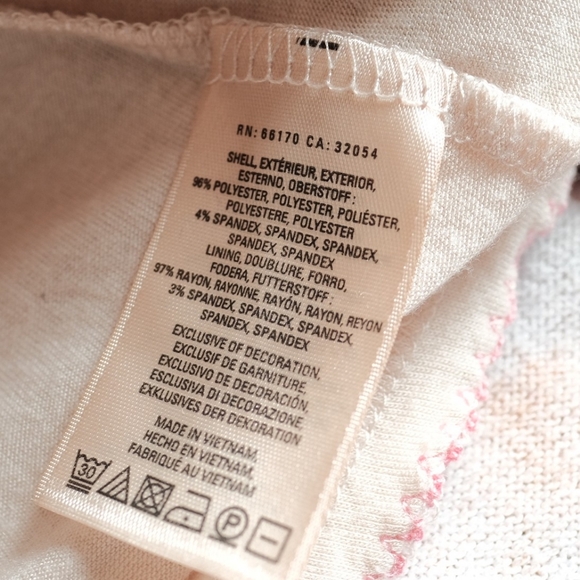 RN: 66170 CA: 32054
SHELL, EXTÉRIEUR, EXTERIOR,
ESTERNO, OBERSTOFF:
96% POLYESTER, POLYESTER, POLIÉSTER,
POLYESTERE, POLYESTER
4% SPANDEX, SPANDEX, SPANDEX,
SPANDEX, SPANDEX
LINING, DOUBLURE, FORRO,
FODERA, FUTTERSTOFF:
97% RAYON, RAYONNE, RAYÓN, RAYON, REYON
3% SPANDEX, SPANDEX, SPANDEX,
SPANDEX, SPANDEX
EXCLUSIVE OF DECORATION,
EXCLUSIF DE GARNITURE
EXCLUSIVO DE DECORACIÓN,
ESCLUSIVA DI DECORAZIONE,
EXKLUSIVES DER DEKORATION
MADE IN VIETNAM
HECHO EN VIETNAM
FABRIQUÉ AU VIETNAM
30 P